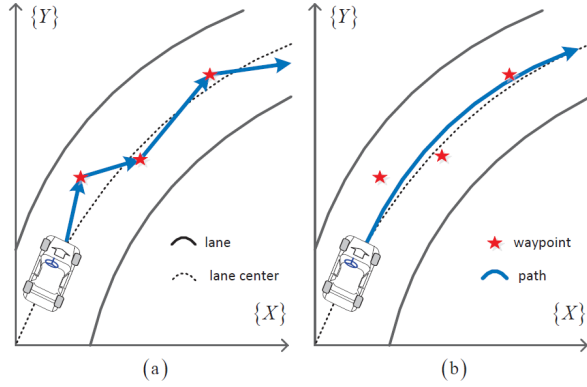 {Y}
{Y}
lane
lane center
{X}
waypoint
path
{X}
(a)
(b)